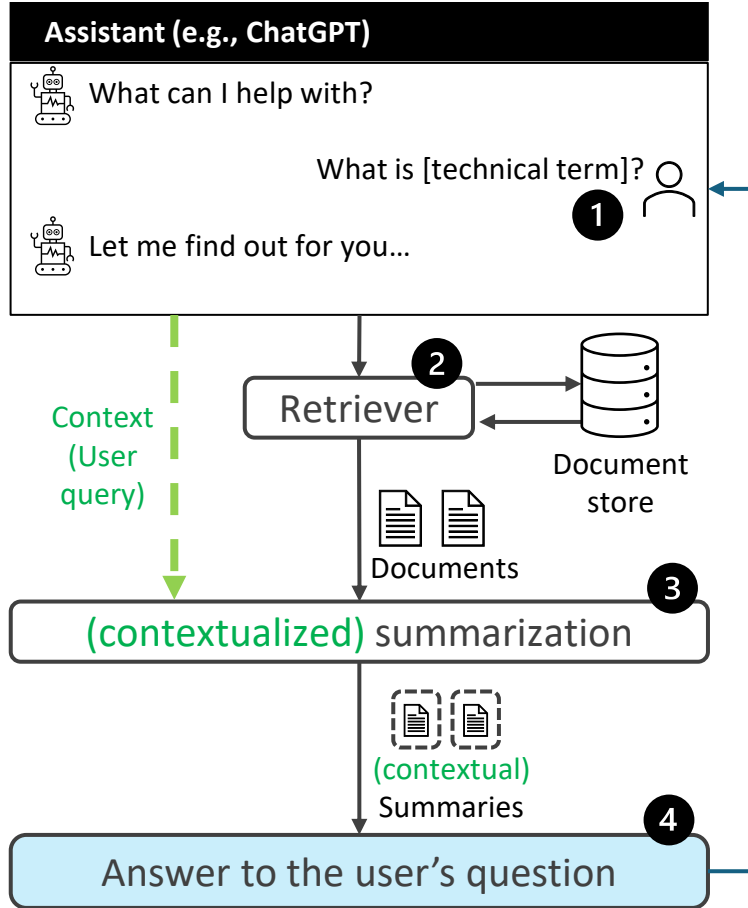 Assistant (e.g., ChatGPT)
What can I help with?
What is [technical term]?
1
Let me find out for you...
2
Retriever
Context
(User
query)
Document
store
Documents
3
(contextualized) summarization
(contextual)
Summaries
4
Answer to the user’s question